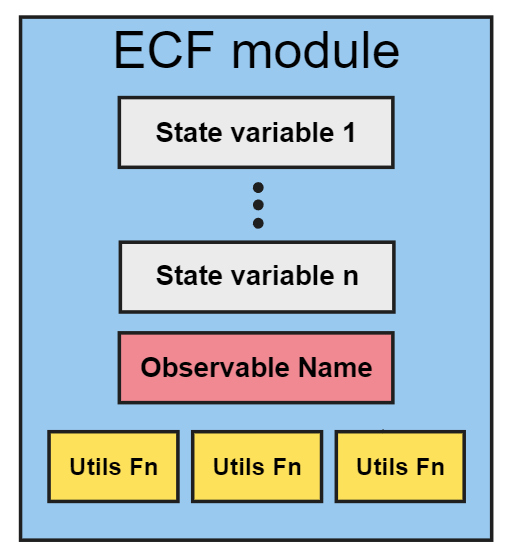 ECF module
State variable 1
State variable n
Observable Name
Utils Fn Utils Fn Utils Fn